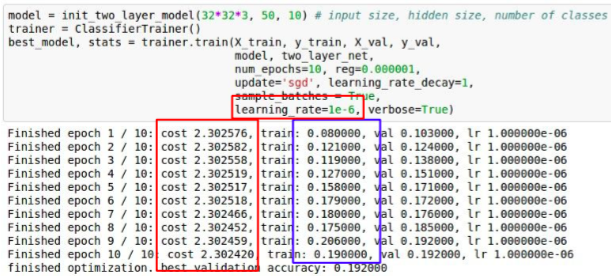 model = init_two_layer_model(32*32*3, 50, 10) # input size, hidden size, number of classes
trainer = ClassifierTrainer()
best_model, stats = trainer.train(X_train, y_train, X_val, y_val,
model, two_layer_net,
num_epochs=10, reg=0.000001,
update='sgd', learning_rate_decay=1,
sample_batches = True,
learning_rate=1e-6, verbose=True)
Finished epoch 1 / 10: cost 2.302576, train: 0.080000, val 0.103000, lr 1.000000e-06
Finished epoch 2 / 10: cost 2.302582, train: 0.121000, val 0.124000, lr 1.000000e-06
Finished epoch 3 / 10: cost 2.302558, train: 0.119000, val 0.138000, lr 1.000000e-06
Finished epoch 4 / 10: cost 2.302519, train: 0.127000, val 0.151000, lr 1.000000e-06
Finished epoch 5 / 10: cost 2.302517, train: 0.158000, val 0.171000, lr 1.000000e-06
Finished epoch 6 / 10: cost 2.302518, train: 0.179000, val 0.172000, lr 1.000000e-06
Finished epoch 7 / 10: cost 2.302466, train: 0.180000, val 0.176000, lr 1.000000e-06
Finished epoch 8 / 10: cost 2.302452, train: 0.175000, val 0.185000, lr 1.000000e-06
Finished epoch 9 / 10: cost 2.302459, train: 0.206000, val 0.192000, lr 1.000000e-06
Finished epoch 10 / 10: cost 2.302420, train: 0.190000, val 0.192000, lr 1.000000e-06
finished optimization. best validation accuracy: 0.192000